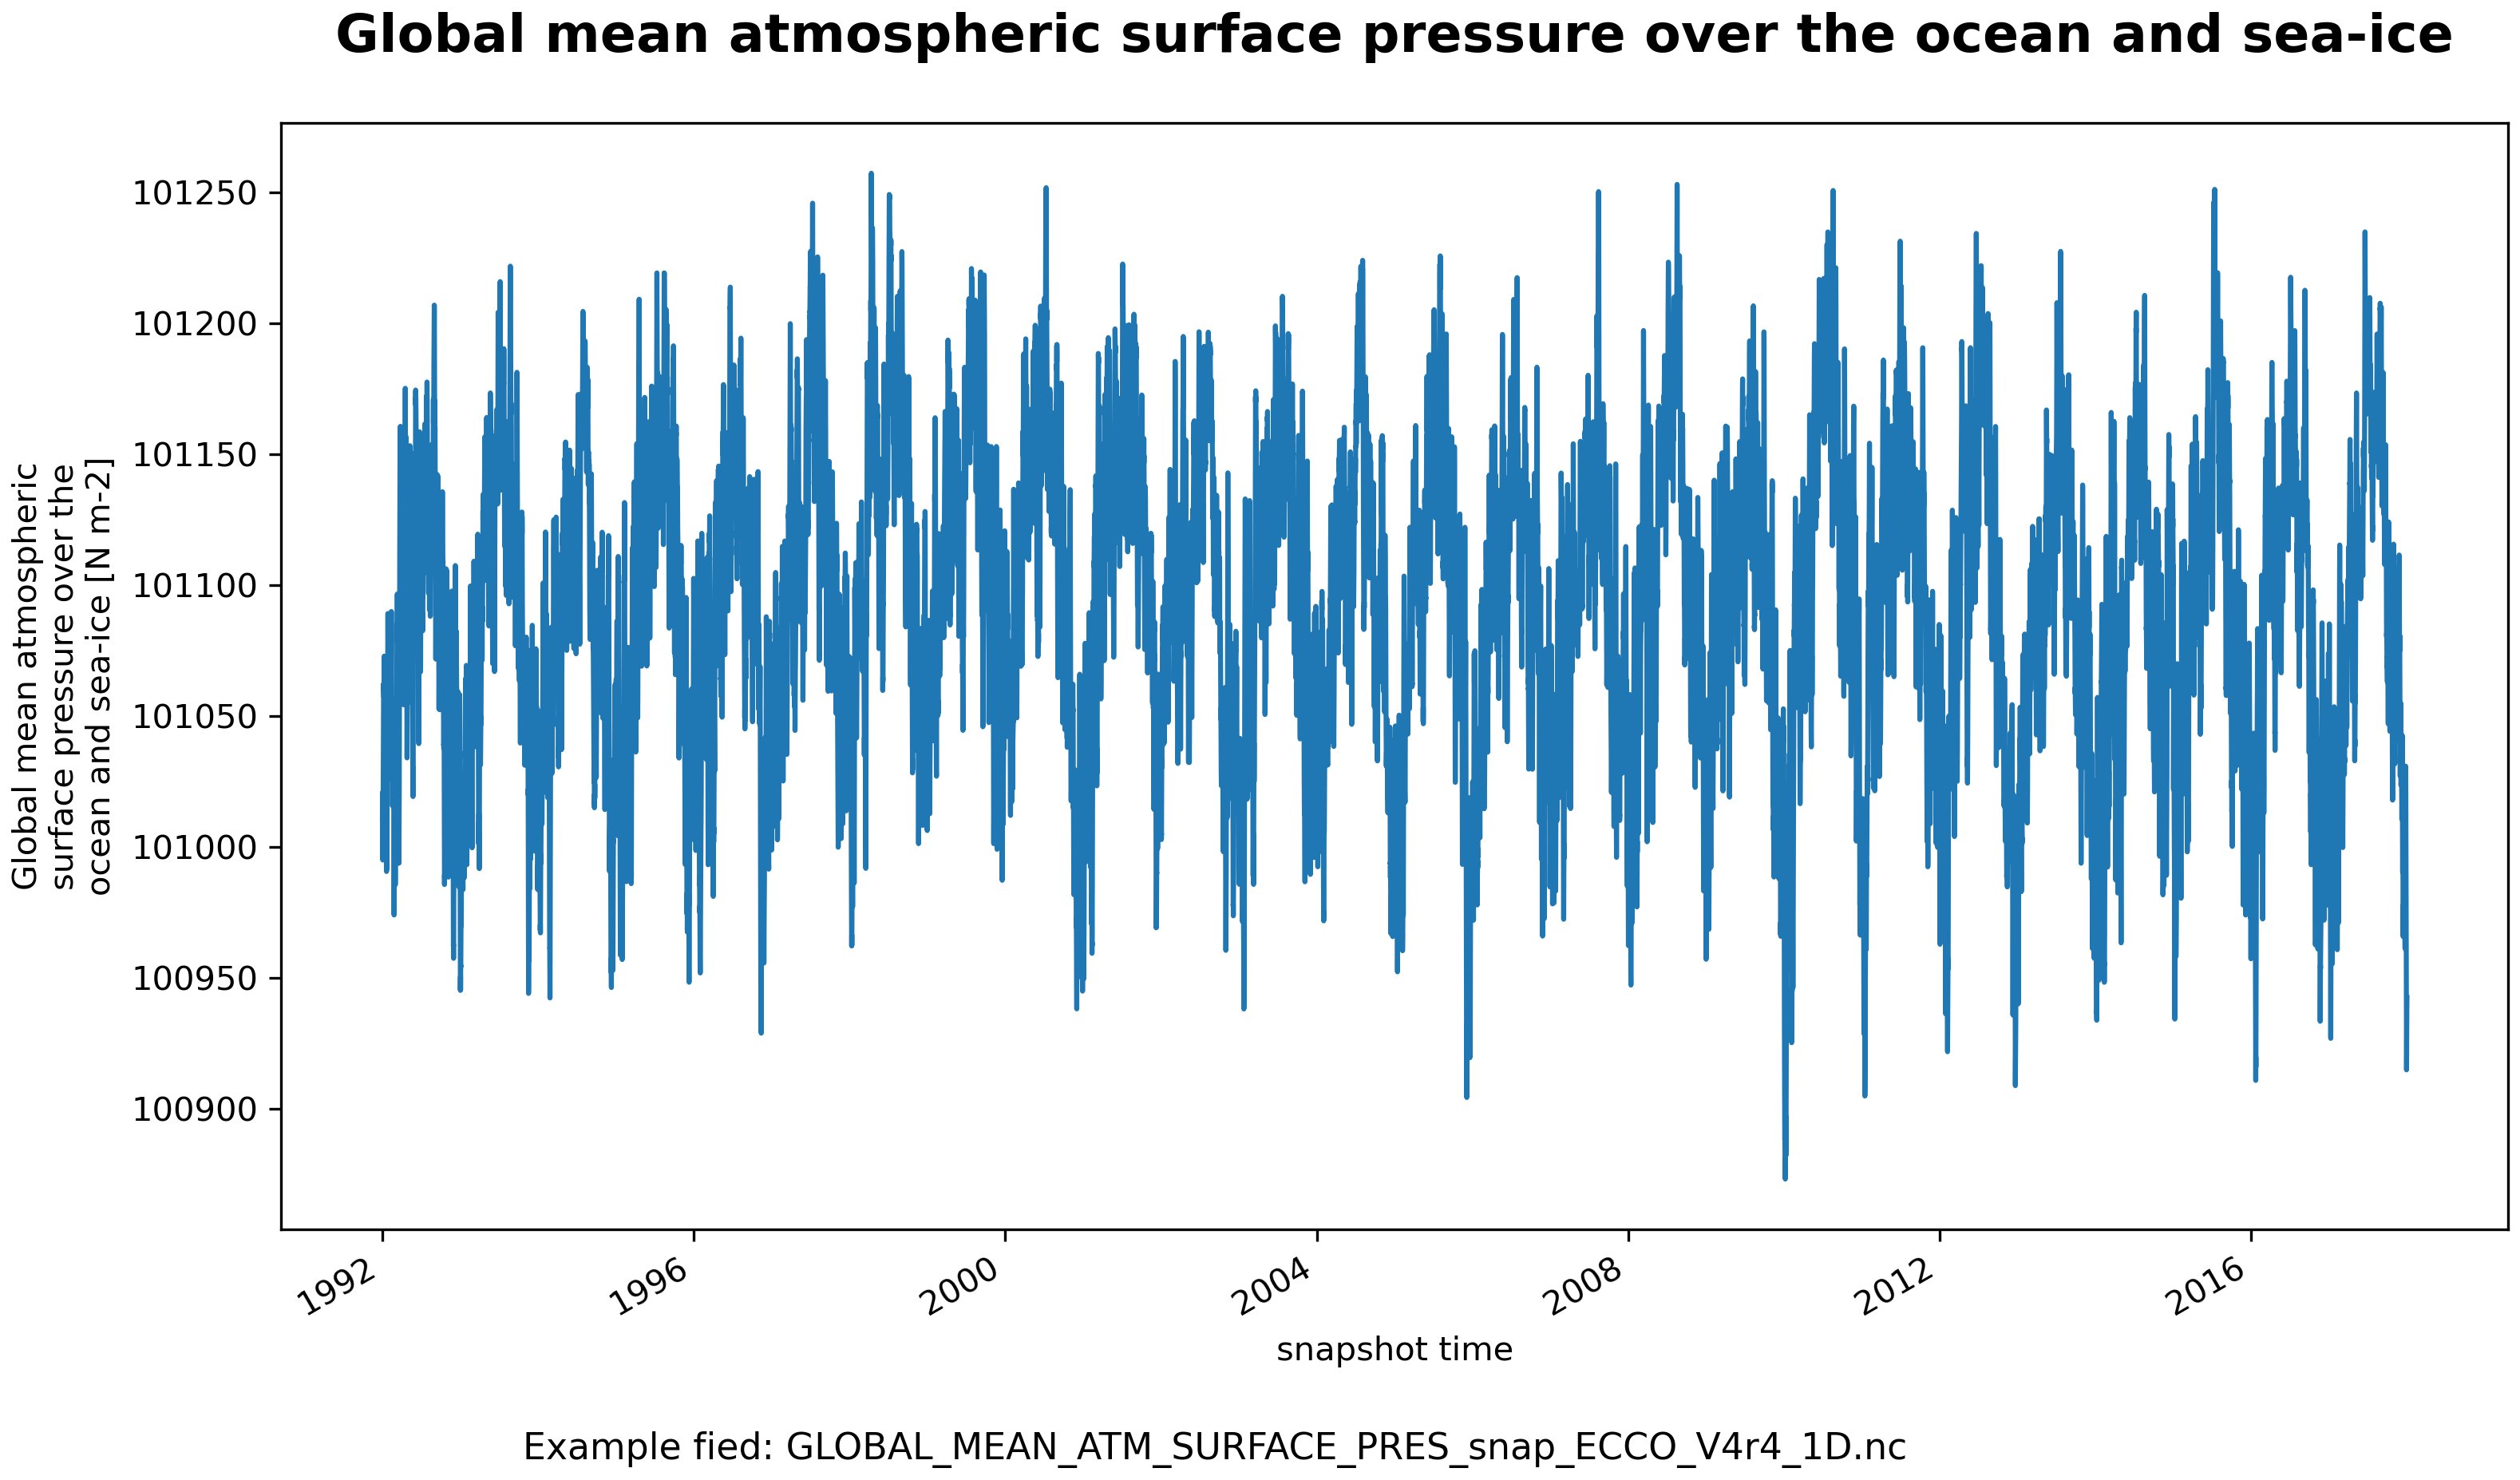 Global mean atmospheric surface pressure over the ocean and sea-ice
Global mean atmospheric
surface pressure over the
ocean and sea-ice [N m-2]
101250
101200
101150
101100
101050
101000
100950
100900
1992
1996
2000
2004
2008
2012
2016
snapshot time
Example fied: GLOBAL_MEAN_ATM_SURFACE_PRES_snap_ECCO_V4r4_1D.nc